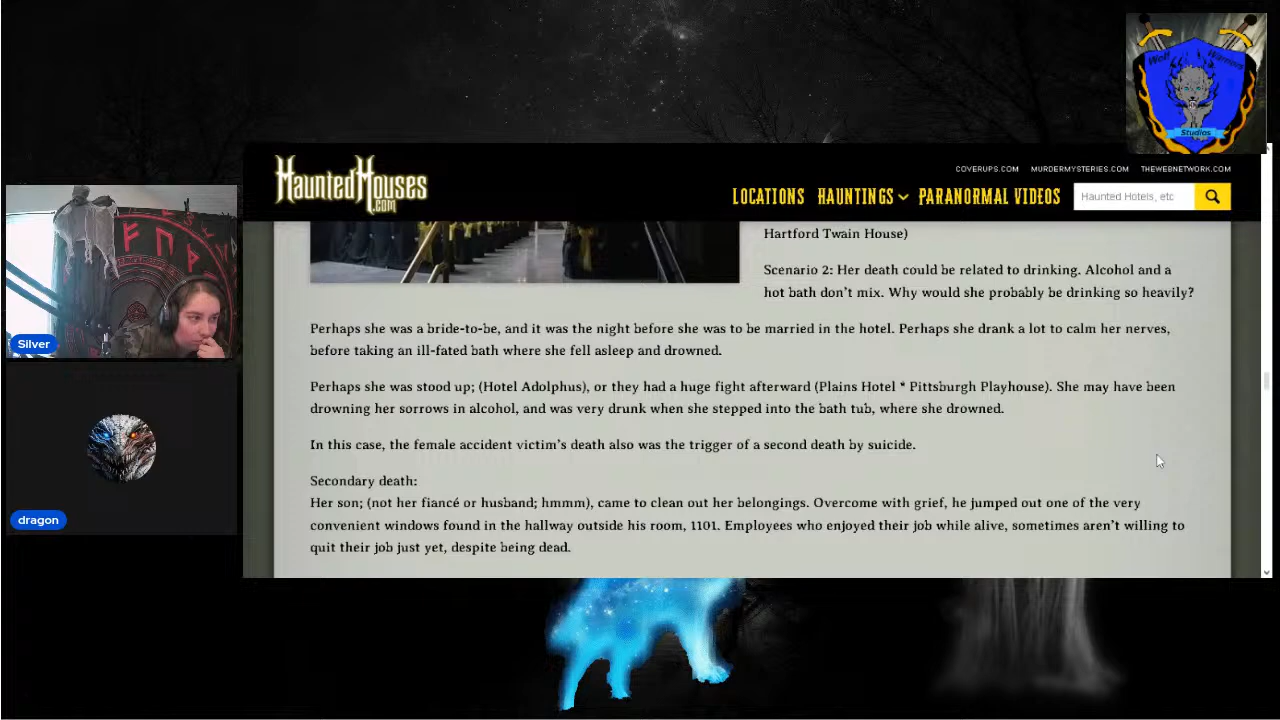 Wolf Warriors
Studios
HauntedHouses
.com
COVERUPS.COM MURDERMYSTERIES.COM THEWEBNETWORK.COM
LOCATIONS HAUNTINGS PARANORMAL VIDEOS
Haunted Hotels, etc
Hartford Twain House)
Scenario 2: Her death could be related to drinking. Alcohol and a
hot bath don't mix. Why would she probably be drinking so heavily?
Perhaps she was a bride-to-be, and it was the night before she was to be married in the hotel. Perhaps she drank a lot to calm her nerves,
before taking an ill-fated bath where she fell asleep and drowned.
Perhaps she was stood up; (Hotel Adolphus), or they had a huge fight afterward (Plains Hotel * Pittsburgh Playhouse). She may have been
drowning her sorrows in alcohol, and was very drunk when she stepped into the bath tub, where she drowned.
In this case, the female accident victim's death also was the trigger of a second death by suicide.
Secondary death:
Her son; (not her fiancé or husband; hmmm), came to clean out her belongings. Overcome with grief, he jumped out one of the very
convenient windows found in the hallway outside his room, 1101. Employees who enjoyed their job while alive, sometimes aren't willing to
quit their job just yet, despite being dead.
Silver
dragon